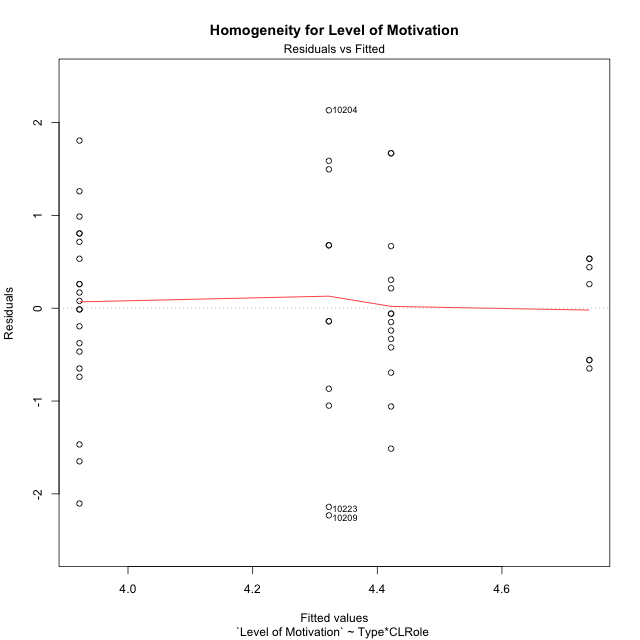 Homogeneity for Level of Motivation
Residuals vs Fitted
2
1
0
-1
-2
Residuals
10204
10223
10209
4.0 4.2 4.4 4.6
Fitted values
`Level of Motivation` ~ Type*CLRole